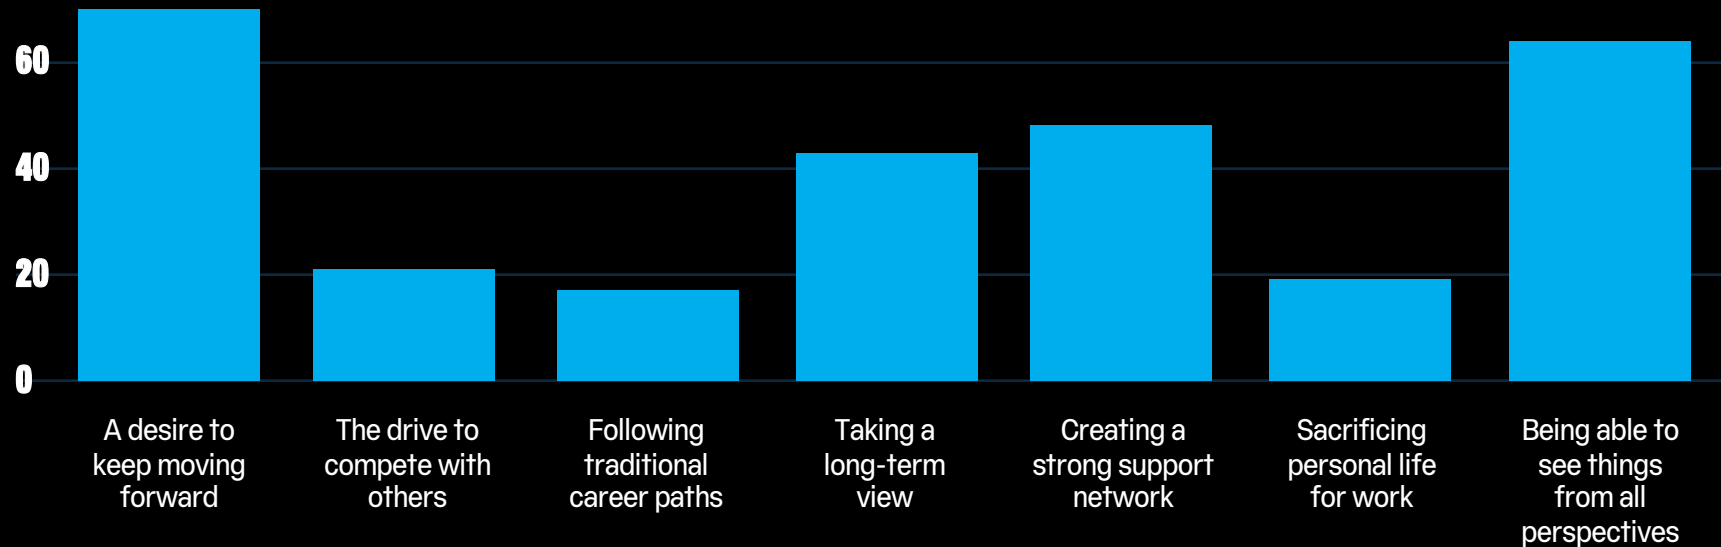 60
40
20
0
A desire to
keep moving
forward
The drive to
compete with
others
Following
traditional
career paths
Taking a
long-term
view
Creating a
strong support
network
Sacrificing
personal life
for work
Being able to
see things
from all
perspectives